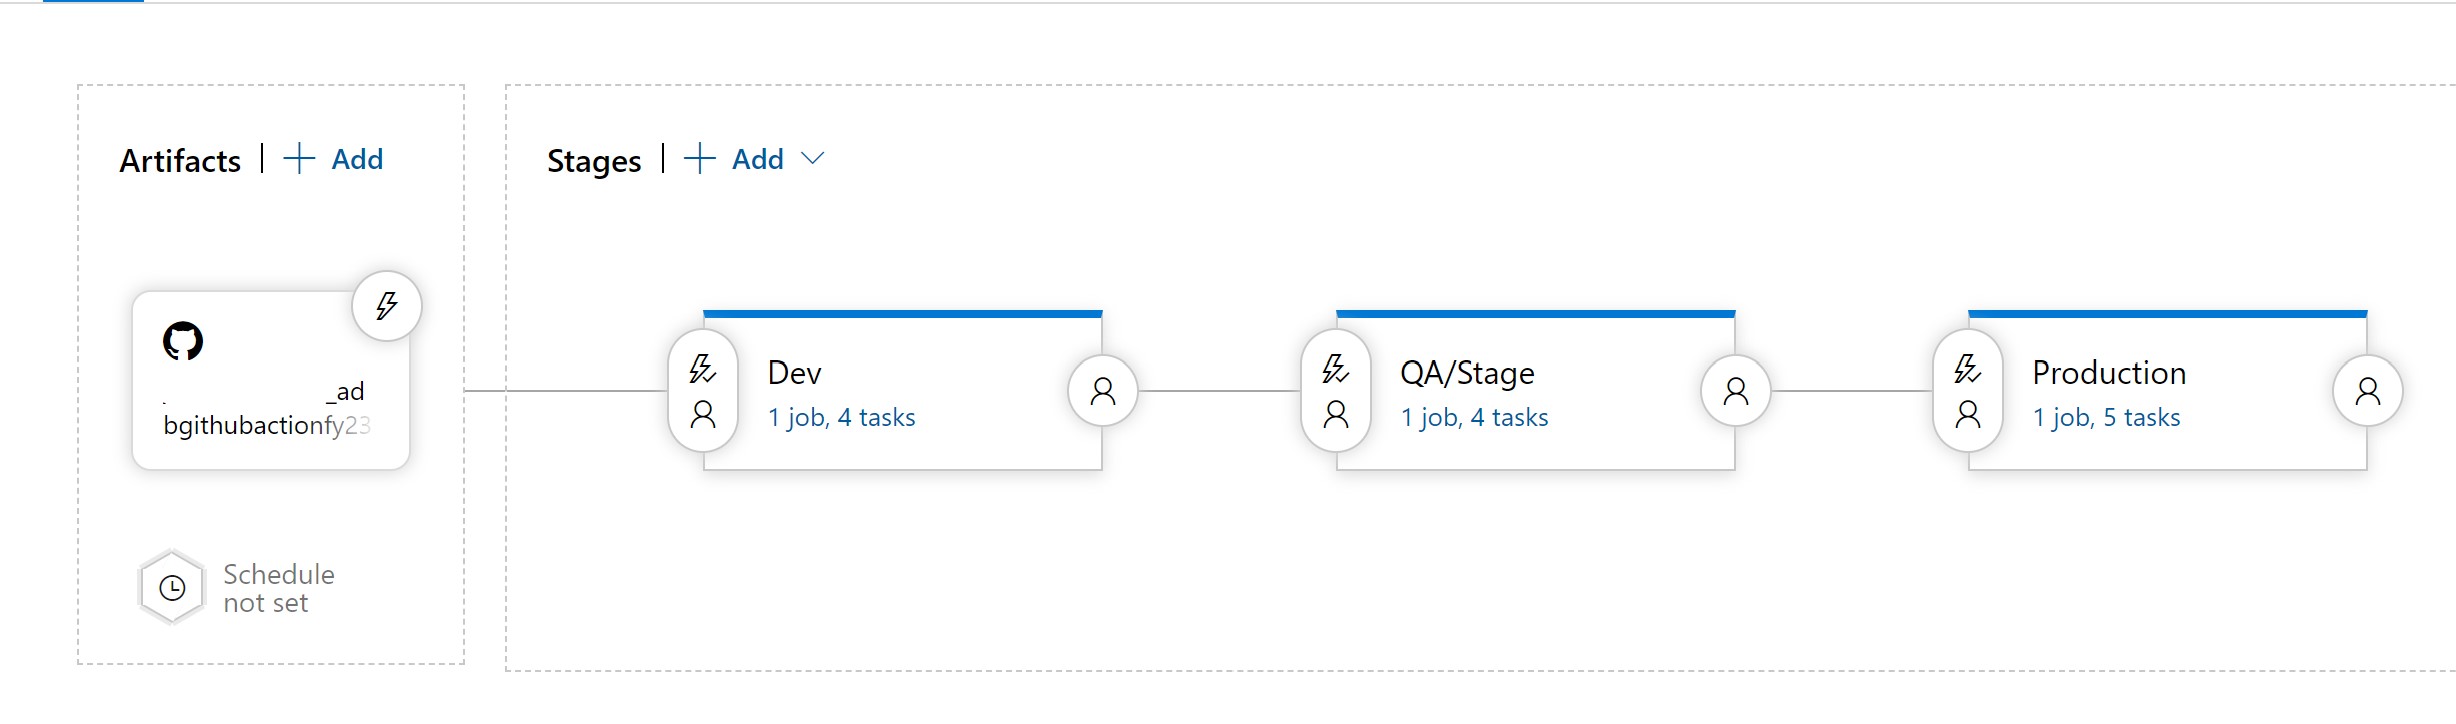 Artifacts | + Add
Stages | + Add
_ad
bgithubactionfy23
Dev
1 job, 4 tasks
QA/Stage
1 job, 4 tasks
Production
1 job, 5 tasks
Schedule
not set